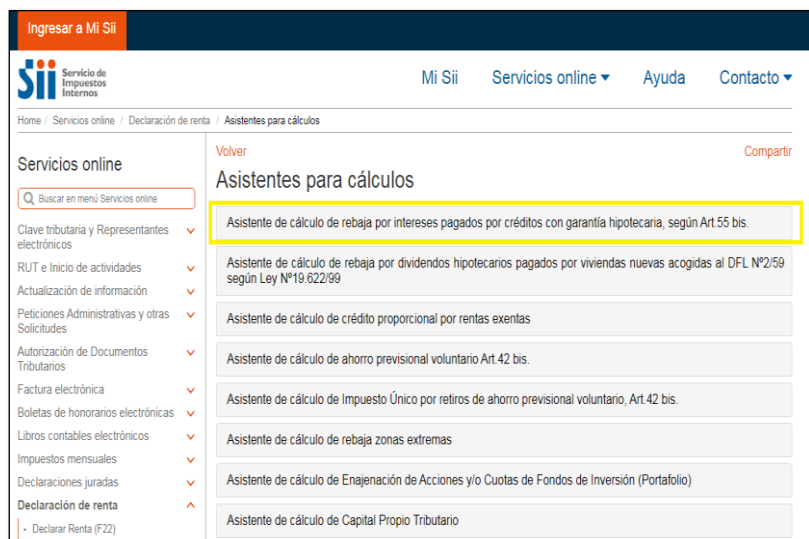 Ingresar a Mi Sii
Sii Servicio de
Impuestos
Internos
Mi Sii Servicios online Ayuda Contacto
Home / Servicios online / Declaración de renta / Asistentes para cálculos
Servicios online
Buscar en menú Servicios online
Clave tributaria y Representantes
electrónicos
RUT e Inicio de actividades
Actualización de información
Peticiones Administrativas y otras
Solicitudes
Autorización de Documentos
Tributarios
Factura electrónica
Boletas de honorarios electrónicas
Libros contables electrónicos
Impuestos mensuales
Declaraciones juradas
Declaración de renta
- Declarar Renta (F22)
Volver Compartir
Asistentes para cálculos
Asistente de cálculo de rebaja por intereses pagados por créditos con garantía hipotecaria, según Art.55 bis.
Asistente de cálculo de rebaja por dividendos hipotecarios pagados por viviendas nuevas acogidas al DFL Nº2/59
según Ley Nº19.622/99
Asistente de cálculo de crédito proporcional por rentas exentas
Asistente de cálculo de ahorro previsional voluntario Art.42 bis.
Asistente de cálculo de Impuesto Único por retiros de ahorro previsional voluntario, Art.42 bis.
Asistente de cálculo de rebaja zonas extremas
Asistente de cálculo de Enajenación de Acciones y/o Cuotas de Fondos de Inversión (Portafolio)
Asistente de cálculo de Capital Propio Tributario